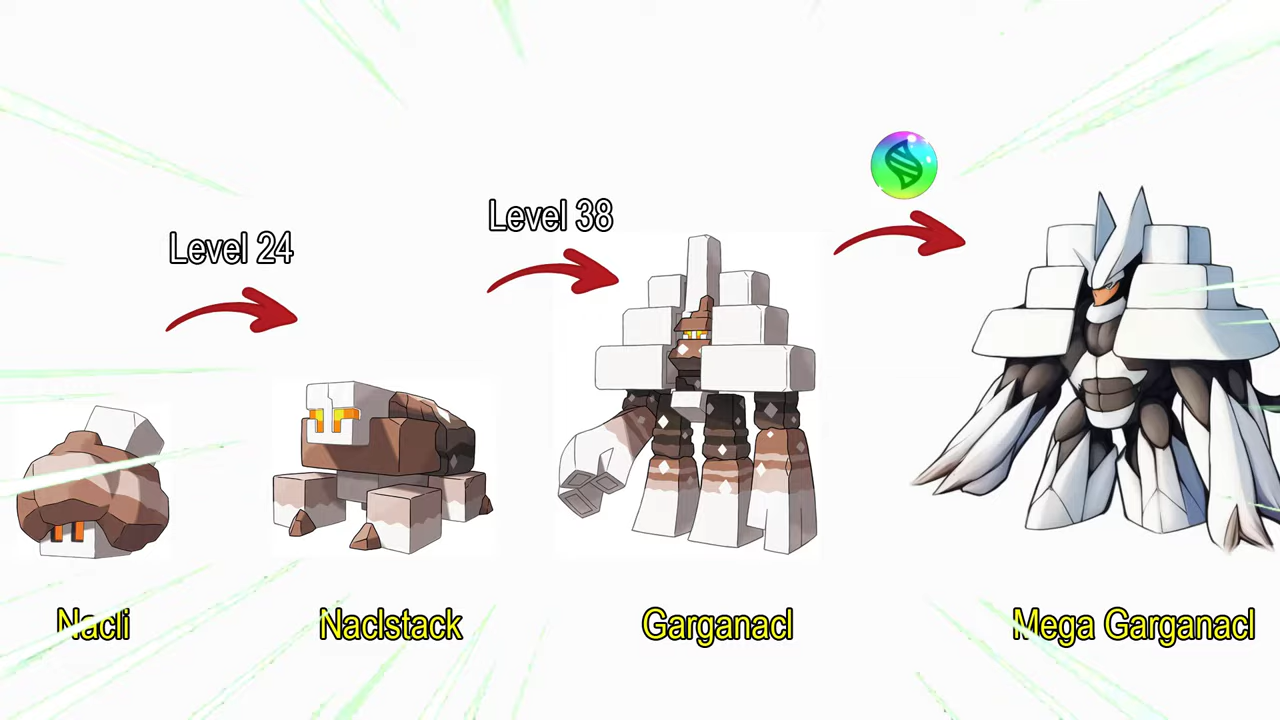 Level 38
Level 24
Nacli
Naclstack
Garganacl
Mega Garganacl